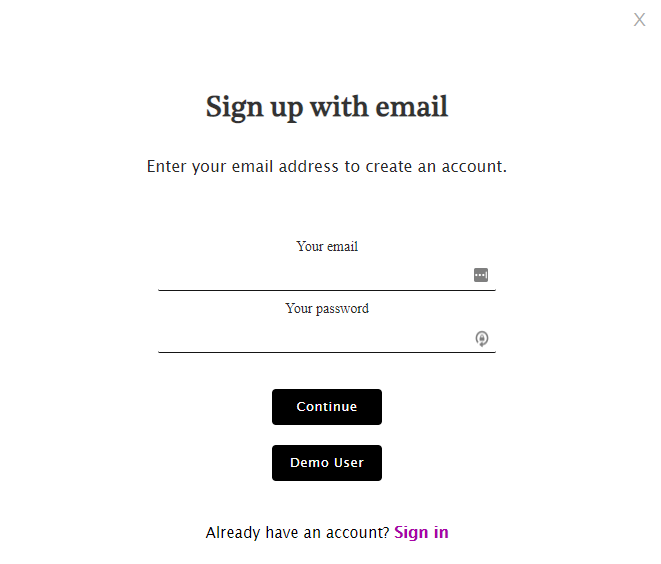 X
Sign up with email
Enter your email address to create an account.
Your email
Your password
Continue
Demo User
Already have an account? Sign in